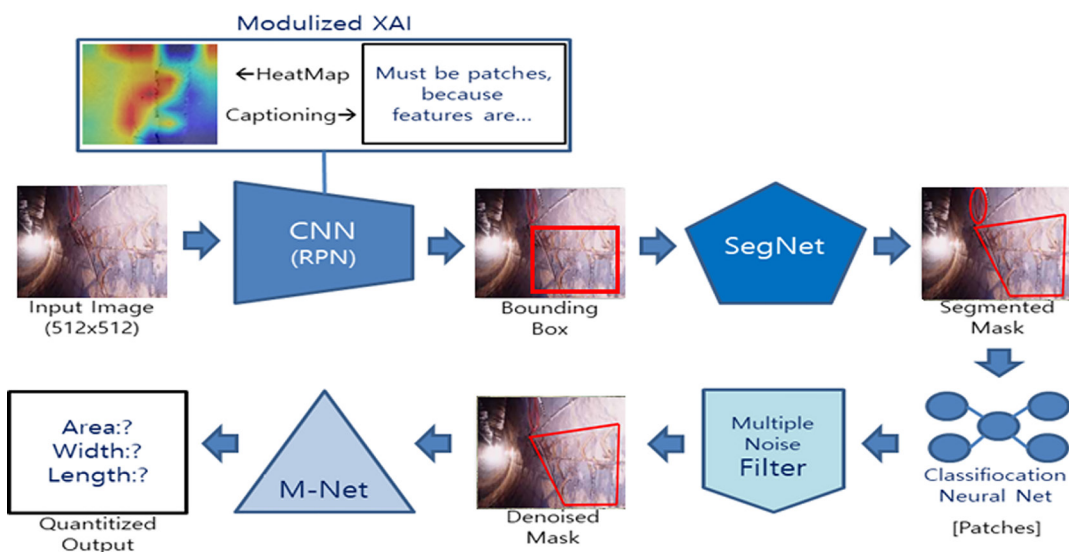 Modulized XAI
←HeatMap
Captioning→
Must be patches,
because
features are...
CNN
(RPN)
SegNet
Input Image
(512x512)
Bounding
Box
Segmented
Mask
Area:?
Width:?
Length:?
M-Net
Multiple
Noise
Filter
Classifiocation
Neural Net
[Patches]
Quantitized
Output
Denoised
Mask